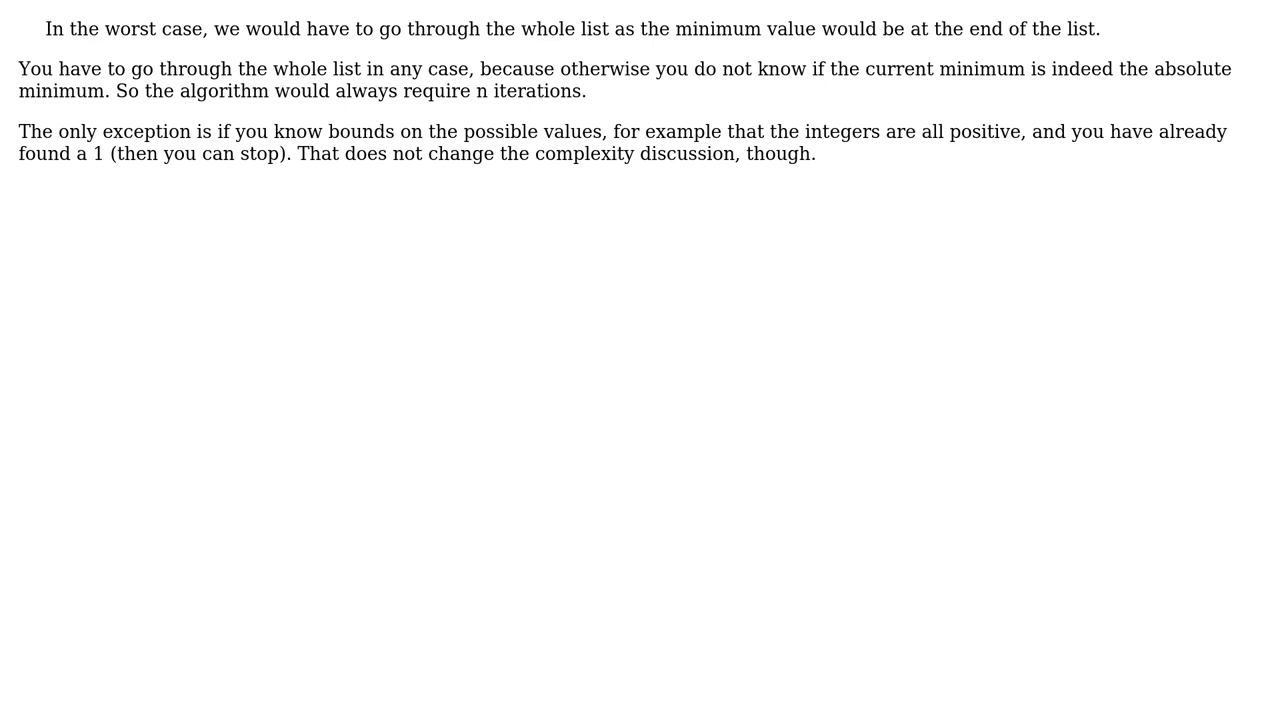 In the worst case, we would have to go through the whole list as the minimum value would be at the end of the list.
You have to go through the whole list in any case, because otherwise you do not know if the current minimum is indeed the absolute
minimum. So the algorithm would always require n iterations.
The only exception is if you know bounds on the possible values, for example that the integers are all positive, and you have already
found a 1 (then you can stop). That does not change the complexity discussion, though.